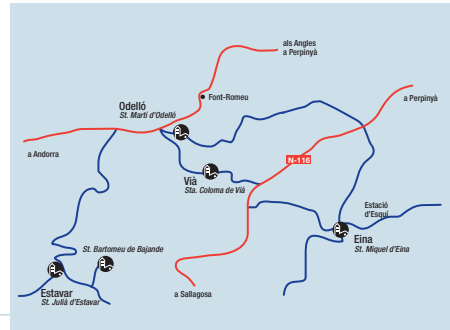 als Angles
a Perpinyà
Font-Romeu
a Perpinyà
Odelló
St. Martí d'Odelló
a Andorra
N-116
Vià
Sta. Coloma de Vià
Estació
d'Esquí
Eina
St. Miquel d'Eina
St. Bartomeu de Bajande
Estavar
St. Julià d'Estavar
a Sallagosa